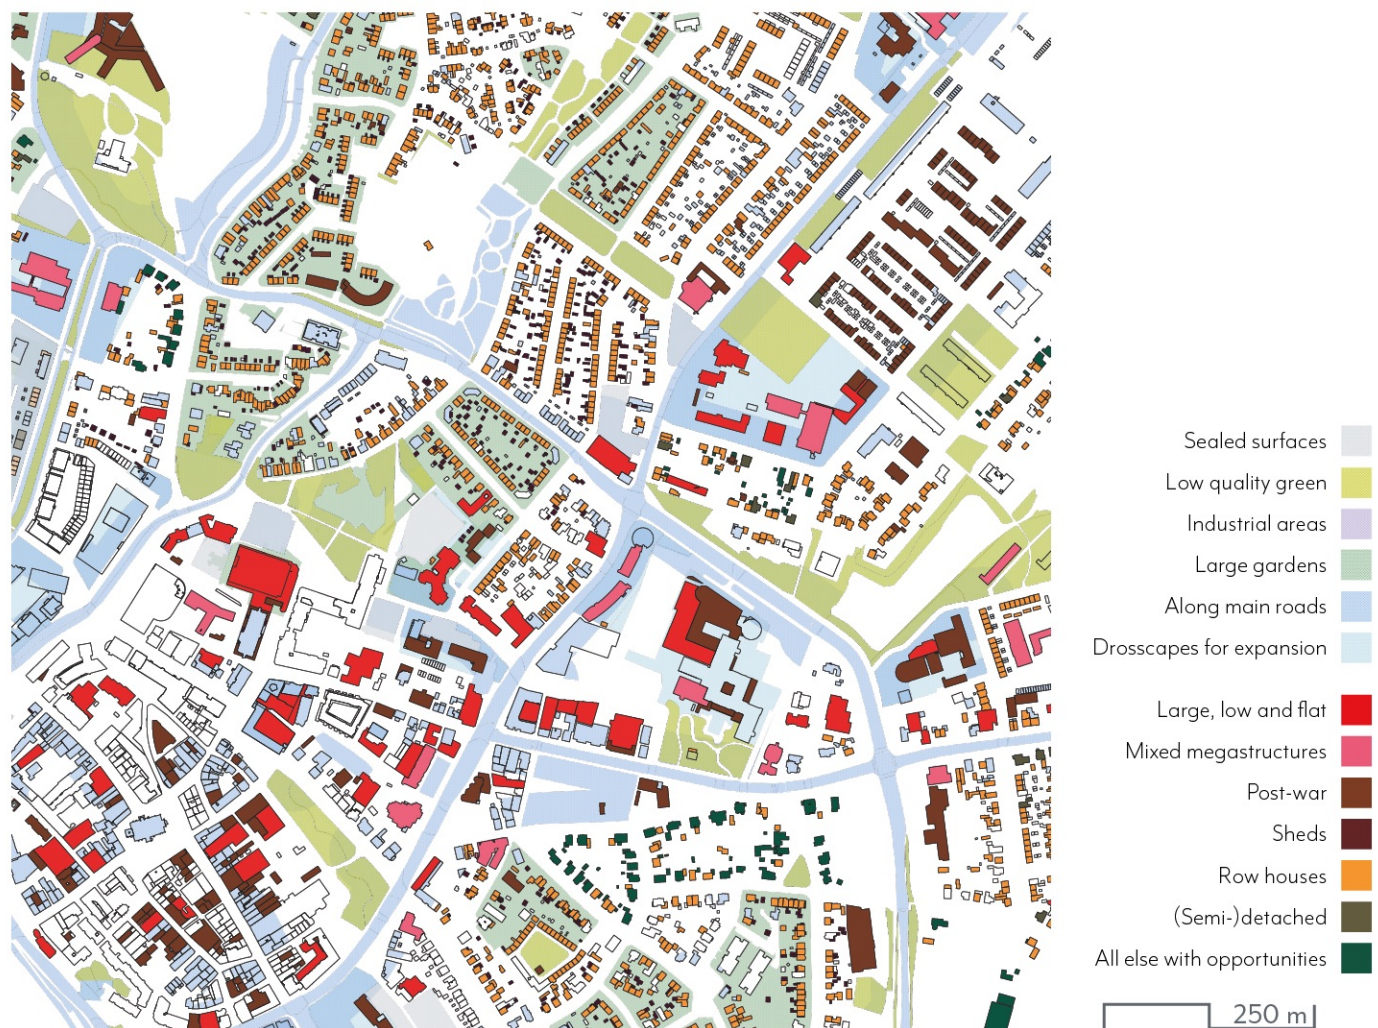 Sealed surfaces
Low quality green
Industrial areas
Large gardens
Along main roads
Drosscapes for expansion
Large, low and flat
Mixed megastructures
Post-war
Sheds
Row houses
(Semi-)detached
All else with opportunities
250 m